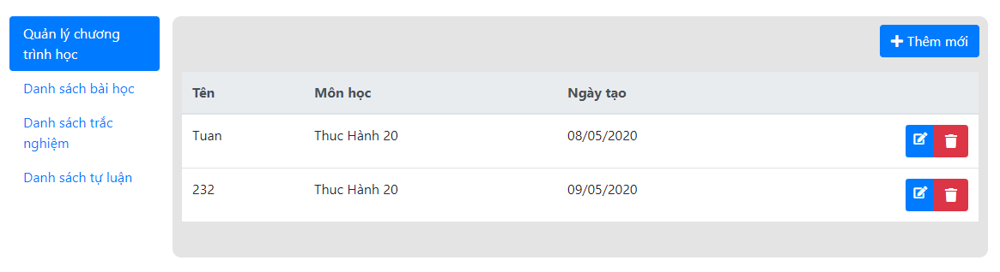 Quản lý chương
trình học
Danh sách bài học
Danh sách trắc
nghiệm
Danh sách tự luận
Thêm mới
Tên Môn học Ngày tạo
Tuan Thuc Hành 20 08/05/2020
232 Thuc Hành 20 09/05/2020